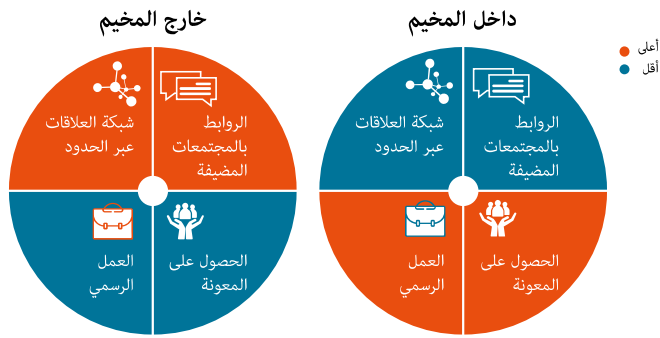 داخل المخيم
خارج المخيم
أعلى
أقل
الروابط
بالمجتمعات
المضيفة
شبكة العلاقات
عبر الحدود
الحصول على
المعونة
العمل
الرسمي
الروابط
بالمجتمعات
المضيفة
شبكة العلاقات
عبر الحدود
الحصول على
المعونة
العمل
الرسمي